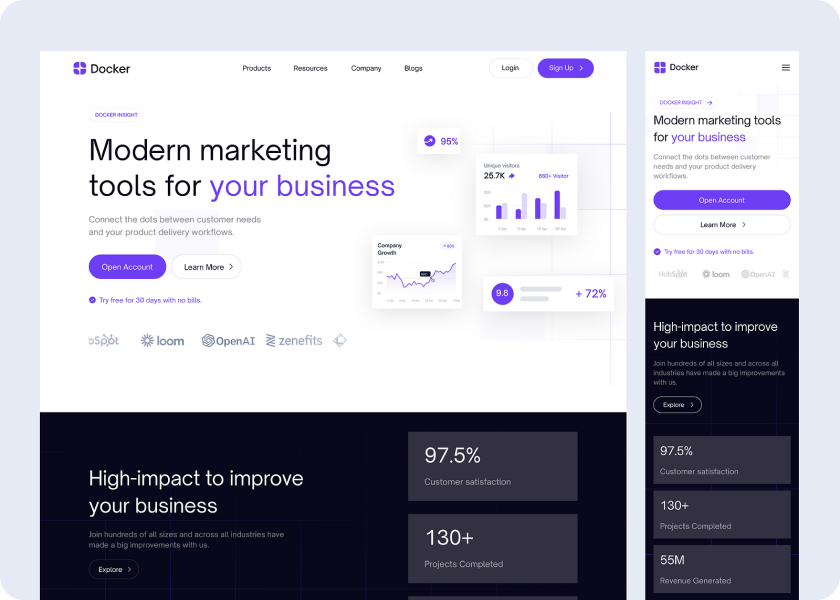 Docker
Products Resources Company Blogs
Login
Sign Up
DOCKER INSIGHT
Modern marketing
tools for your business
Connect the dots between customer needs
and your product delivery workflows.
Open Account
Learn More
Try free for 30 days with no bills.
bSpot loom OpenAI zenefits
95%
Unique visitors
25.7K
Company
Growth
9.8
+ 72%
High-impact to improve
your business
Join hundreds of all sizes and across all industries have
made a big improvements with us.
Explore
97.5%
Customer satisfaction
130+
Projects Completed
Docker
DOCKER INSIGHT
Modern marketing tools
for your business
Connect the dots between customer
needs and your product delivery
workflows.
Open Account
Learn More
Try free for 30 days with no bills.
HubSpot loom OpenAI
High-impact to improve
your business
Join hundreds of all sizes and across all
industries have made a big improvements
with us.
Explore
97.5%
Customer satisfaction
130+
Projects Completed
55M
Revenue Generated